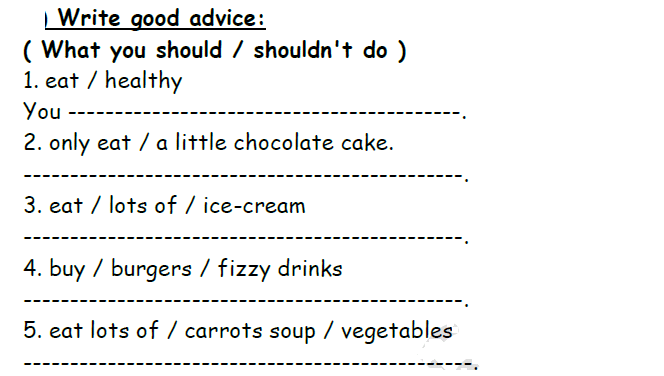 ) Write good advice:
( What you should / shouldn't do )
1. eat / healthy
You ------------------------------------------.
2. only eat / a little chocolate cake.
-----------------------------------------------.
3. eat / lots of / ice-cream
-----------------------------------------------.
4. buy / burgers / fizzy drinks
-----------------------------------------------.
5. eat lots of / carrots soup / vegetables
------------------------------------------------.